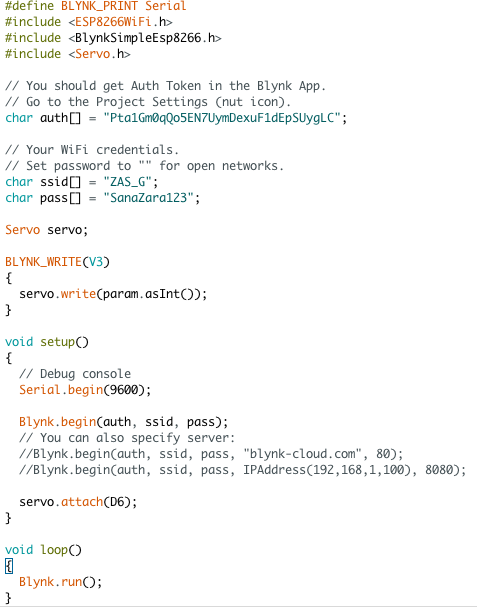 #define BLYNK_PRINT Serial
#include <ESP8266WiFi.h>
#include <BlynkSimpleEsp8266.h>
#include <Servo.h>
// You should get Auth Token in the Blynk App.
// Go to the Project Settings (nut icon).
char auth[] = "Pta1Gm0qQo5EN7UymDexuF1dEpSUygLC";
// Your WiFi credentials.
// Set password to "" for open networks.
char ssid[] = "ZAS_G";
char pass[] = "SanaZara123";
Servo servo;
BLYNK_WRITE(V3)
{
  servo.write(param.asInt());
}
void setup()
{
  // Debug console
  Serial.begin(9600);
  Blynk.begin(auth, ssid, pass);
  // You can also specify server:
  //Blynk.begin(auth, ssid, pass, "blynk-cloud.com", 80);
  //Blynk.begin(auth, ssid, pass, IPAddress(192,168,1,100), 8080);
  servo.attach(D6);
}
void loop()
{
  Blynk.run();
}